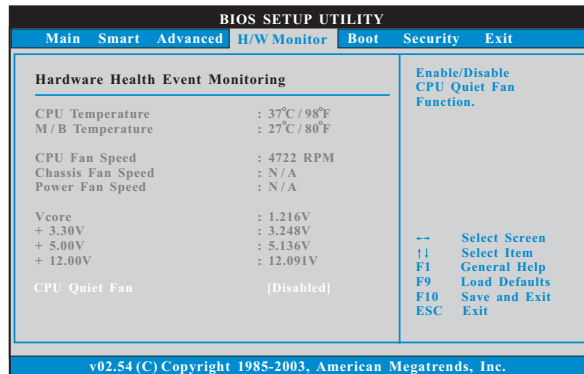 BIOS SETUP UTILITY
Main Smart Advanced H/W Monitor Boot Security Exit
Hardware Health Event Monitoring
CPU Temperature : 37°C / 98°F
M / B Temperature : 27°C / 80°F
CPU Fan Speed : 4722 RPM
Chassis Fan Speed : N / A
Power Fan Speed : N / A
Vcore : 1.216V
+ 3.30V : 3.248V
+ 5.00V : 5.136V
+ 12.00V : 12.091V
CPU Quiet Fan [Disabled]
Enable/Disable
CPU Quiet Fan
Function.
←→ Select Screen
↑↓ Select Item
F1 General Help
F9 Load Defaults
F10 Save and Exit
ESC Exit
v02.54 (C) Copyright 1985-2003, American Megatrends, Inc.